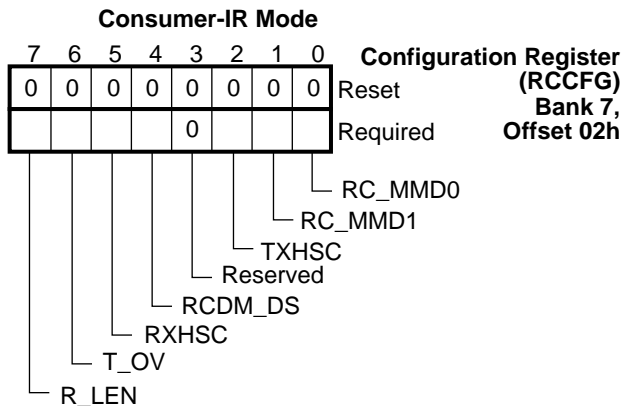 Consumer-IR Mode
7 6 5 4 3 2 1 0
Configuration Register
(RCCFG)
Bank 7,
Offset 02h
0 0 0 0 0 0 0 0 Reset
0 Required
RC_MMD0
RC_MMD1
TXHSC
Reserved
RCDM_DS
RXHSC
T_OV
R_LEN